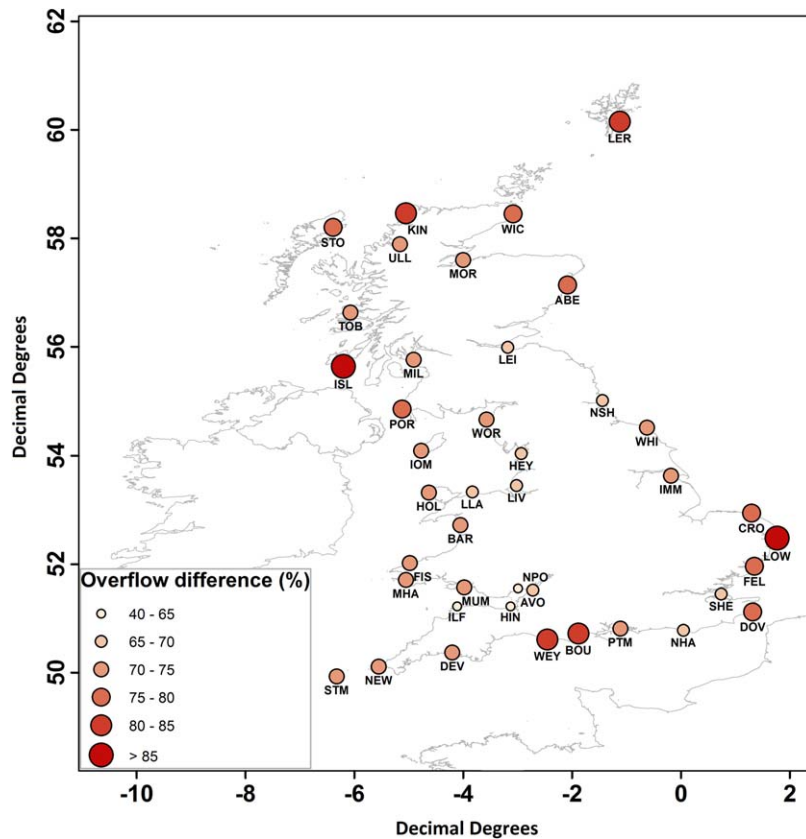 62
60
58
56
54
52
50
Decimal Degrees
LER
KIN
WIC
STO
ULL
MOR
ABE
TOB
LEI
ISL
MIL
NSH
POR
WOR
WHI
IOM
HEY
IMM
HOL
LLA
LIV
CRO
BAR
LOW
FIS
NPO
FEL
MHA
MUM
AVO
SHE
ILF
HIN
DOV
WEY
BOU
PTM
NHA
DEV
NEW
STM
Overflow difference (%)
40 - 65
65 - 70
70 - 75
75 - 80
80 - 85
> 85
-10 -8 -6 -4 -2 0 2
Decimal Degrees